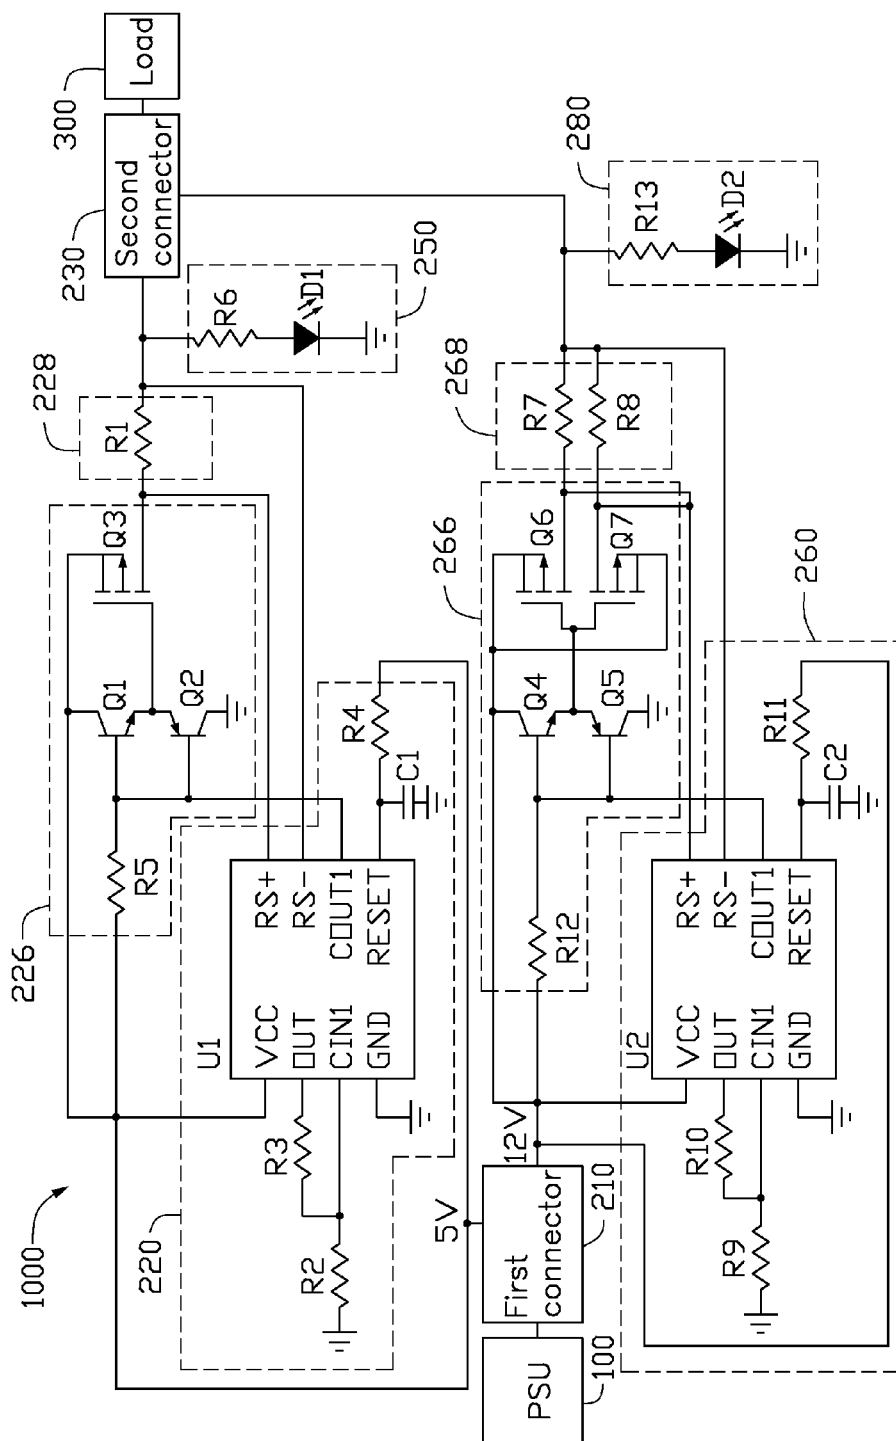 1000
226
Q1
Q3
228
230
300
Second
connector
Load
R5
Q2
R1
R6
D1
250
220
U1
VCC
OUT
CIN1
GND
RS+
RS-
COUT1
RESET
R3
R2
R4
C1
5V
12V
PSU
100
First
connector
210
R12
266
Q4
Q5
Q6
Q7
268
R7
R8
280
R13
D2
260
U2
VCC
OUT
CIN1
GND
RS+
RS-
COUT1
RESET
R10
R9
R11
C2